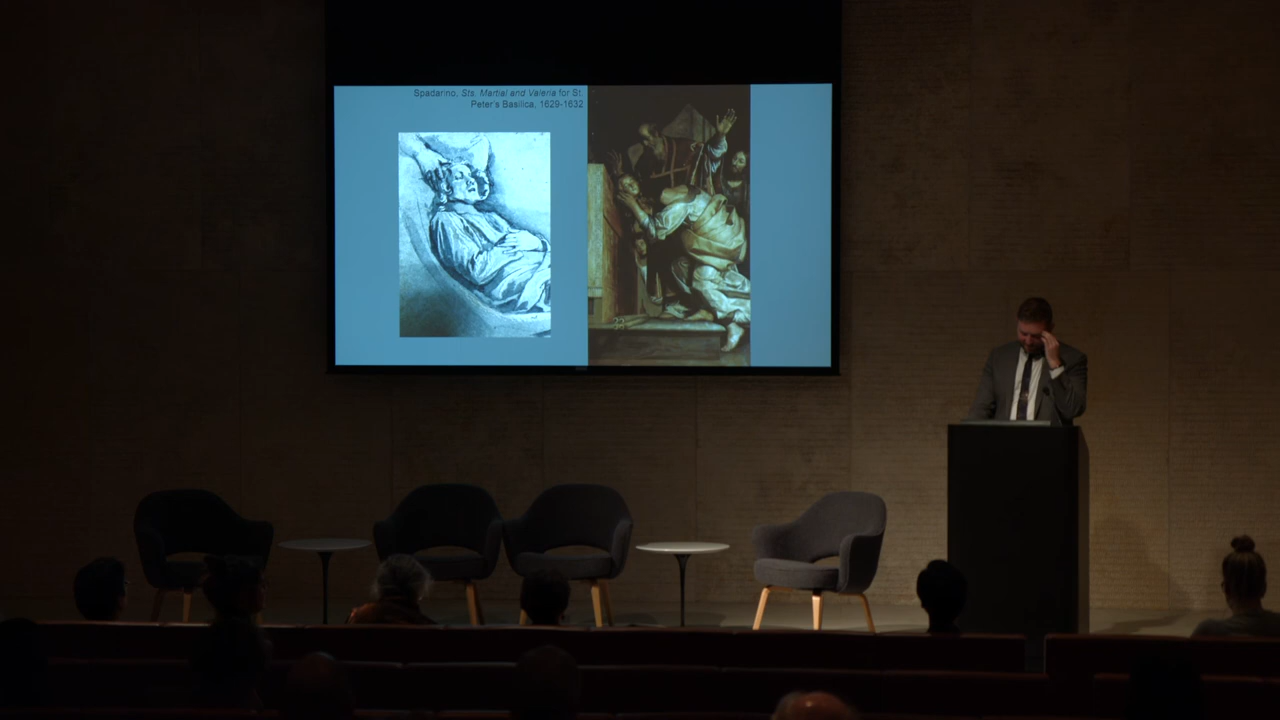 Spadarino, Sts. Martial and Valeria for St.
Peter's Basilica, 1629-1632